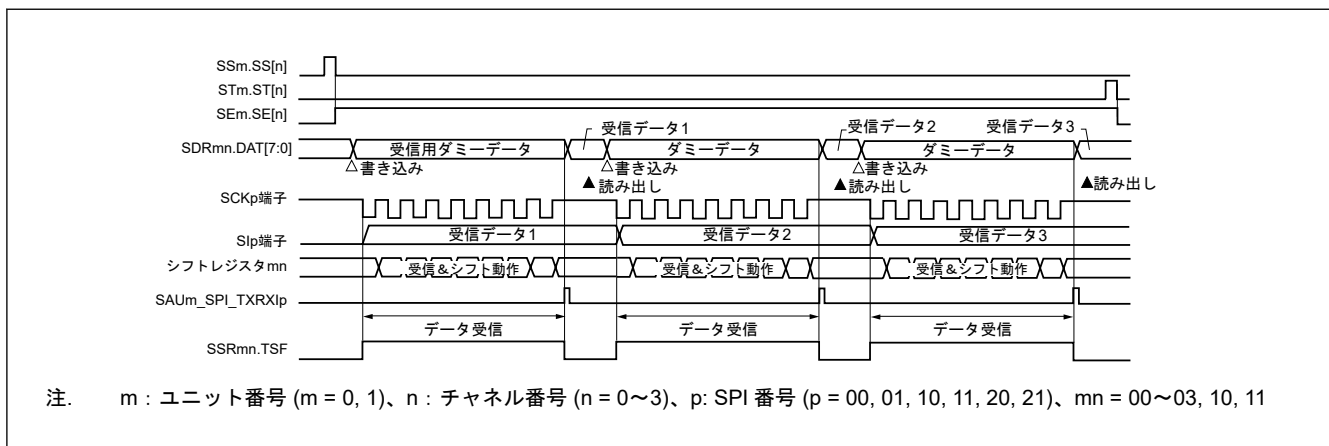 SSm.SS[n]
STm.ST[n]
SEm.SE[n]
受信データ1
受信データ2
受信データ3
SDRmn.DAT[7:0]
受信用ダミーデータ
ダミーデータ
ダミーデータ
△書き込み
△書き込み
△書き込み
▲読み出し
▲読み出し
▲読み出し
SCKp端子
SIp端子
受信データ1
受信データ2
受信データ3
シフトレジスタmn
受信&シフト動作
受信&シフト動作
受信&シフト動作
SAUm_SPI_TXRXIp
データ受信
データ受信
データ受信
SSRmn.TSF
注. m：ユニット番号 (m = 0, 1)、n：チャネル番号 (n = 0～3)、p: SPI 番号 (p = 00, 01, 10, 11, 20, 21)、mn = 00～03, 10, 11